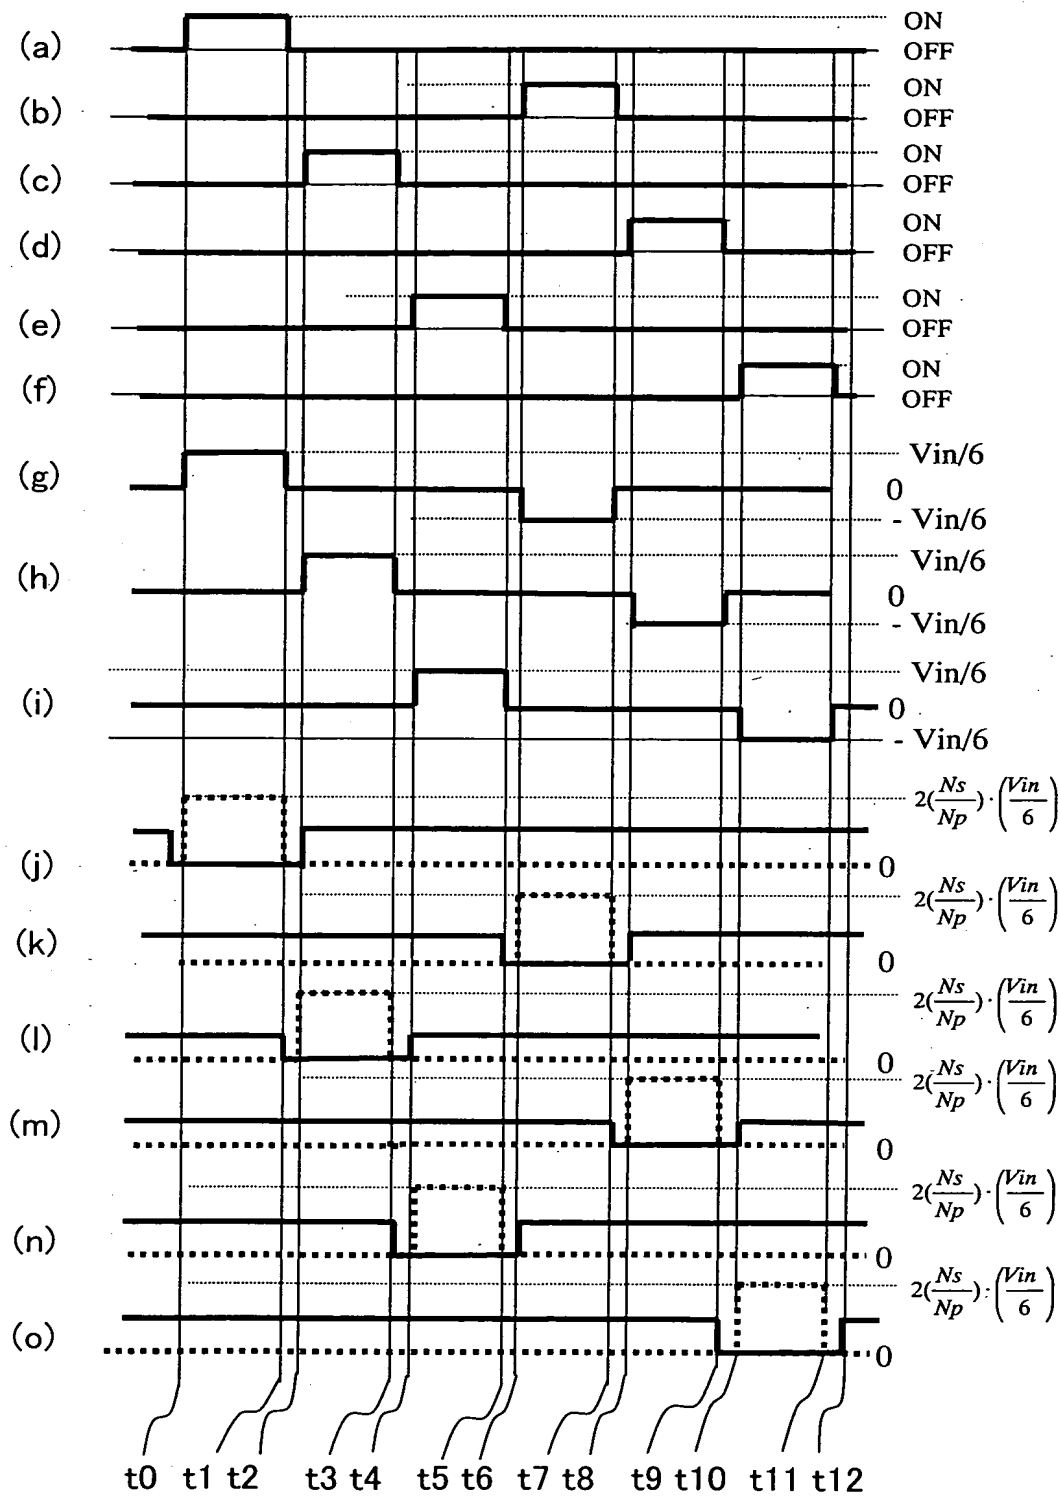 (a) ON
OFF
(b) ON
OFF
(c) ON
OFF
(d) ON
OFF
(e) ON
OFF
(f) ON
OFF
(g) Vin/6
0
- Vin/6
(h) Vin/6
0
- Vin/6
(i) Vin/6
0
- Vin/6
(j) 2(Ns/Np)·(Vin/6)
0
(k) 2(Ns/Np)·(Vin/6)
0
(l) 2(Ns/Np)·(Vin/6)
0
(m) 2(Ns/Np)·(Vin/6)
0
(n) 2(Ns/Np)·(Vin/6)
0
(o) 2(Ns/Np)·(Vin/6)
0
t0 t1 t2 t3 t4 t5 t6 t7 t8 t9 t10 t11 t12